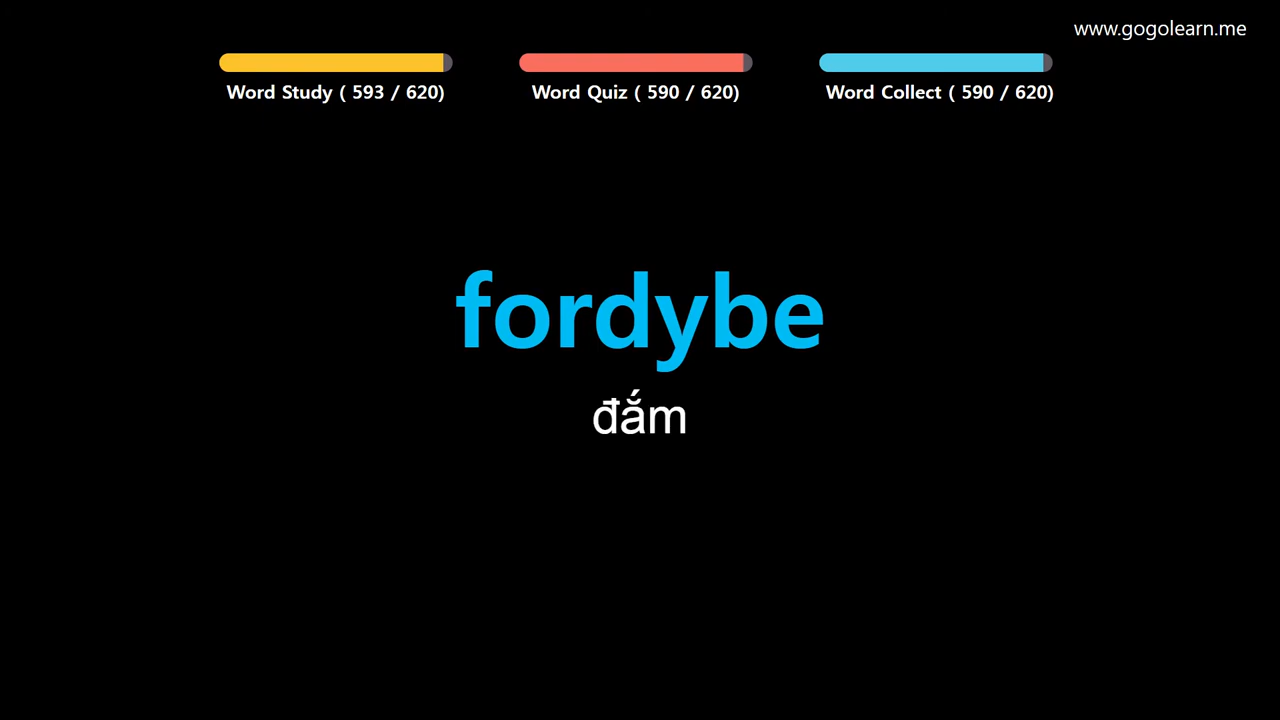 www.gogolearn.me
Word Study ( 593 / 620)
Word Quiz ( 590 / 620)
Word Collect ( 590 / 620)
fordybe
đắm